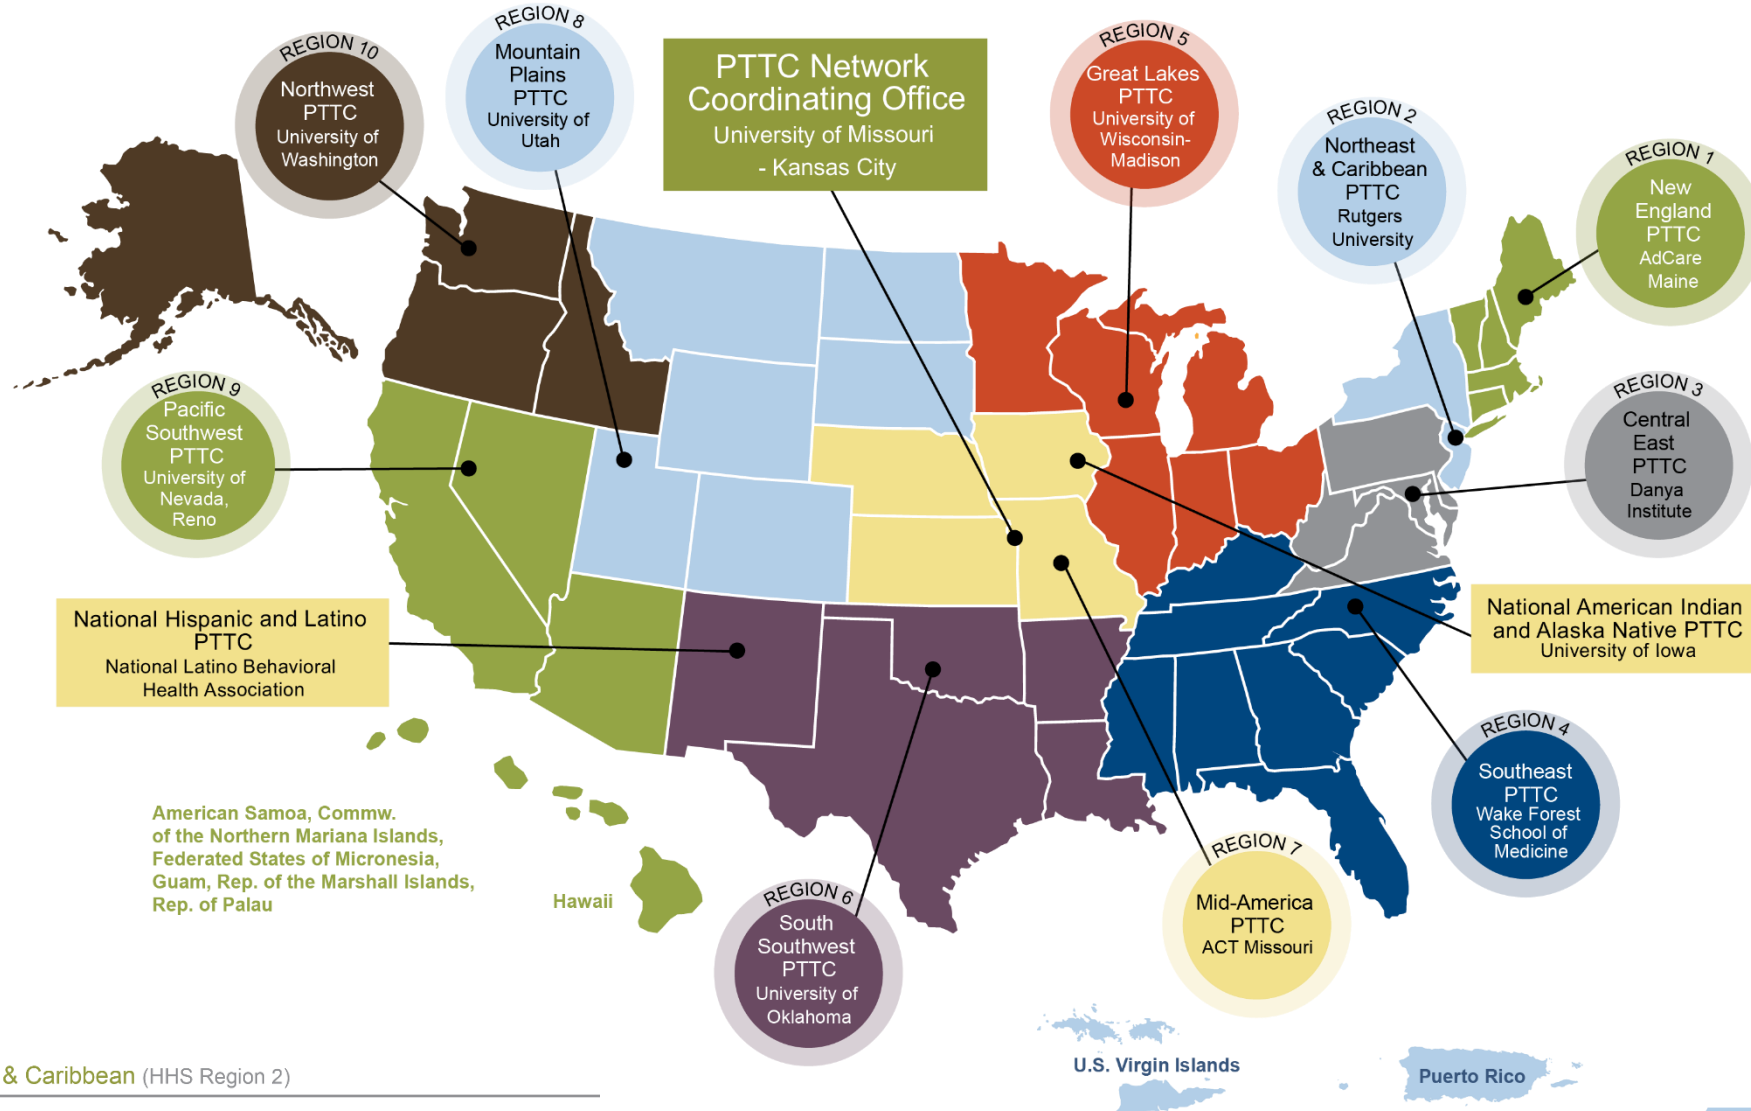 REGION 10
Northwest
PTTC
University of
Washington
REGION 8
Mountain
Plains
PTTC
University of
Utah
PTTC Network
Coordinating Office
University of Missouri
- Kansas City
REGION 5
Great Lakes
PTTC
University of
Wisconsin-
Madison
REGION 2
Northeast
& Caribbean
PTTC
Rutgers
University
REGION 1
New
England
PTTC
AdCare
Maine
REGION 9
Pacific
Southwest
PTTC
University of
Nevada,
Reno
REGION 3
Central
East
PTTC
Danya
Institute
National Hispanic and Latino
PTTC
National Latino Behavioral
Health Association
National American Indian
and Alaska Native PTTC
University of Iowa
REGION 4
Southeast
PTTC
Wake Forest
School of
Medicine
American Samoa, Commw.
of the Northern Mariana Islands,
Federated States of Micronesia,
Guam, Rep. of the Marshall Islands,
Rep. of Palau
Hawaii
REGION 7
Mid-America
PTTC
ACT Missouri
REGION 6
South
Southwest
PTTC
University of
Oklahoma
U.S. Virgin Islands
Puerto Rico
& Caribbean (HHS Region 2)